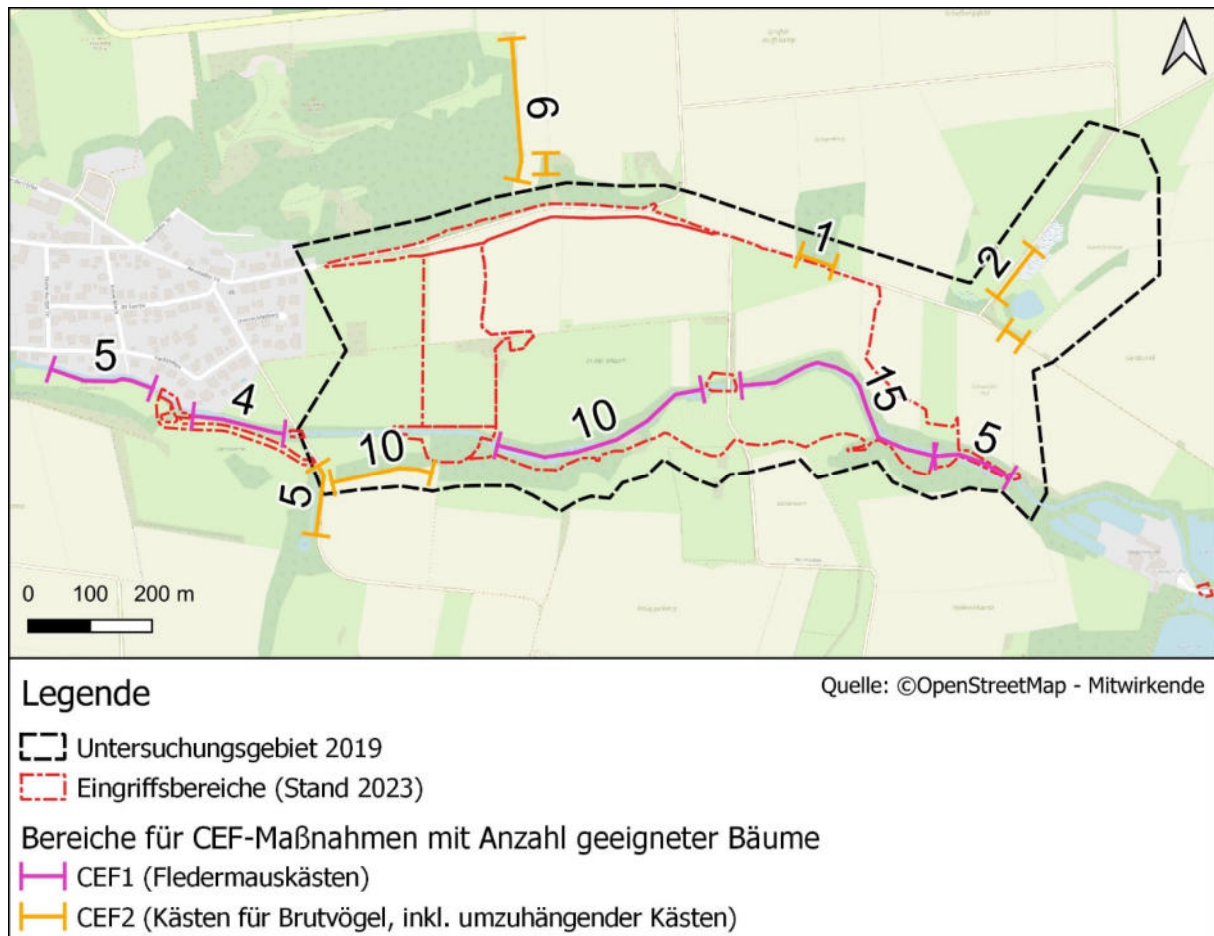 9
1
2
5
4
10
10
15
5
5
0 100 200 m
Legende
Quelle: ©OpenStreetMap - Mitwirkende
Untersuchungsgebiet 2019
Eingriffsbereiche (Stand 2023)
Bereiche für CEF-Maßnahmen mit Anzahl geeigneter Bäume
CEF1 (Fledermauskästen)
CEF2 (Kästen für Brutvögel, inkl. umzuhängender Kästen)